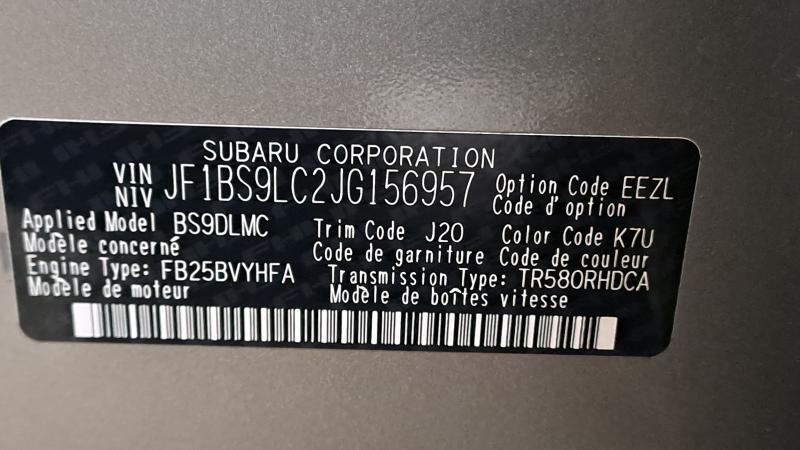 SUBARU CORPORATION
VIN NIV JF1BS9LC2JG156957 Option Code EEZL
Code d'option
Applied Model BS9DLMC Trim Code J20 Color Code K7U
Modèle concerné Code de garniture Code de couleur
Engine Type: FB25BVYHFA Transmission Type: TR580RHDCA
Modèle de moteur Modèle de boîtes vitesse